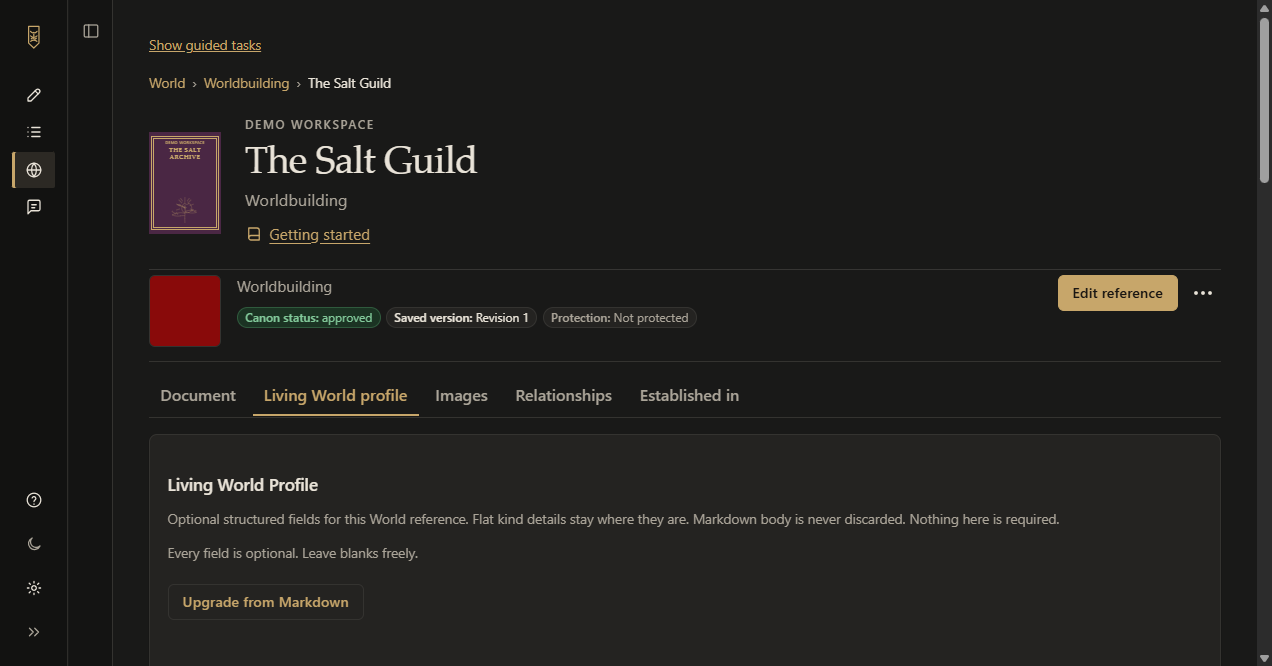 Show guided tasks
World › Worldbuilding › The Salt Guild
DEMO WORKSPACE
THE SALT
ARCHIVE
DEMO WORKSPACE
The Salt Guild
Worldbuilding
Getting started
Worldbuilding
Edit reference
Canon status: approved
Saved version: Revision 1
Protection: Not protected
Document
Living World profile
Images
Relationships
Established in
Living World Profile
Optional structured fields for this World reference. Flat kind details stay where they are. Markdown body is never discarded. Nothing here is required.
Every field is optional. Leave blanks freely.
Upgrade from Markdown